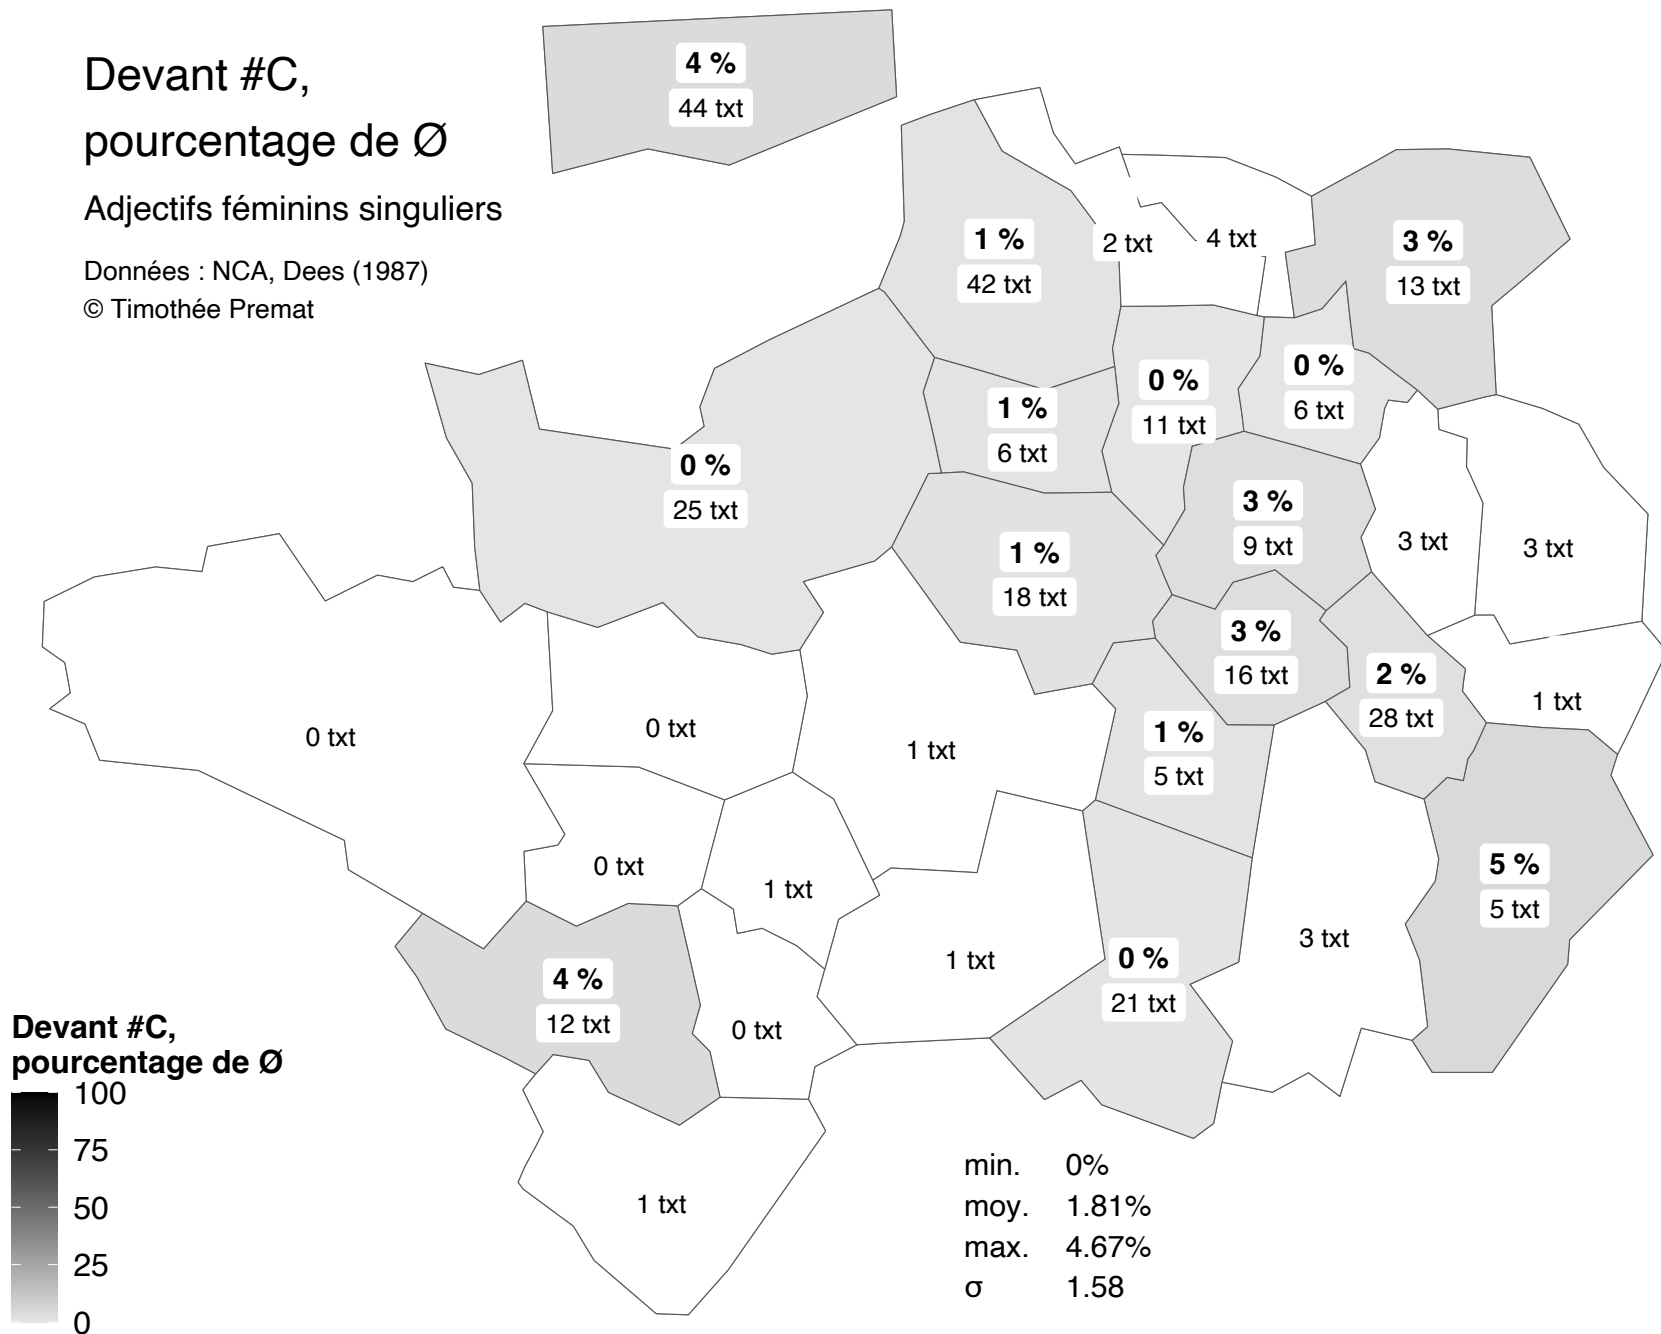 Devant #C,
pourcentage de Ø
Adjectifs féminins singuliers
Données : NCA, Dees (1987)
© Timothée Premat
4 %
44 txt
1 %
42 txt
2 txt
4 txt
3 %
13 txt
0 %
25 txt
1 %
6 txt
0 %
11 txt
0 %
6 txt
1 %
18 txt
3 %
9 txt
3 txt
3 txt
3 %
16 txt
2 %
28 txt
1 txt
0 txt
0 txt
1 txt
1 %
5 txt
0 txt
1 txt
5 %
5 txt
4 %
12 txt
0 txt
1 txt
0 %
21 txt
3 txt
1 txt
Devant #C,
pourcentage de Ø
100
75
50
25
0
min. 0%
moy. 1.81%
max. 4.67%
σ 1.58